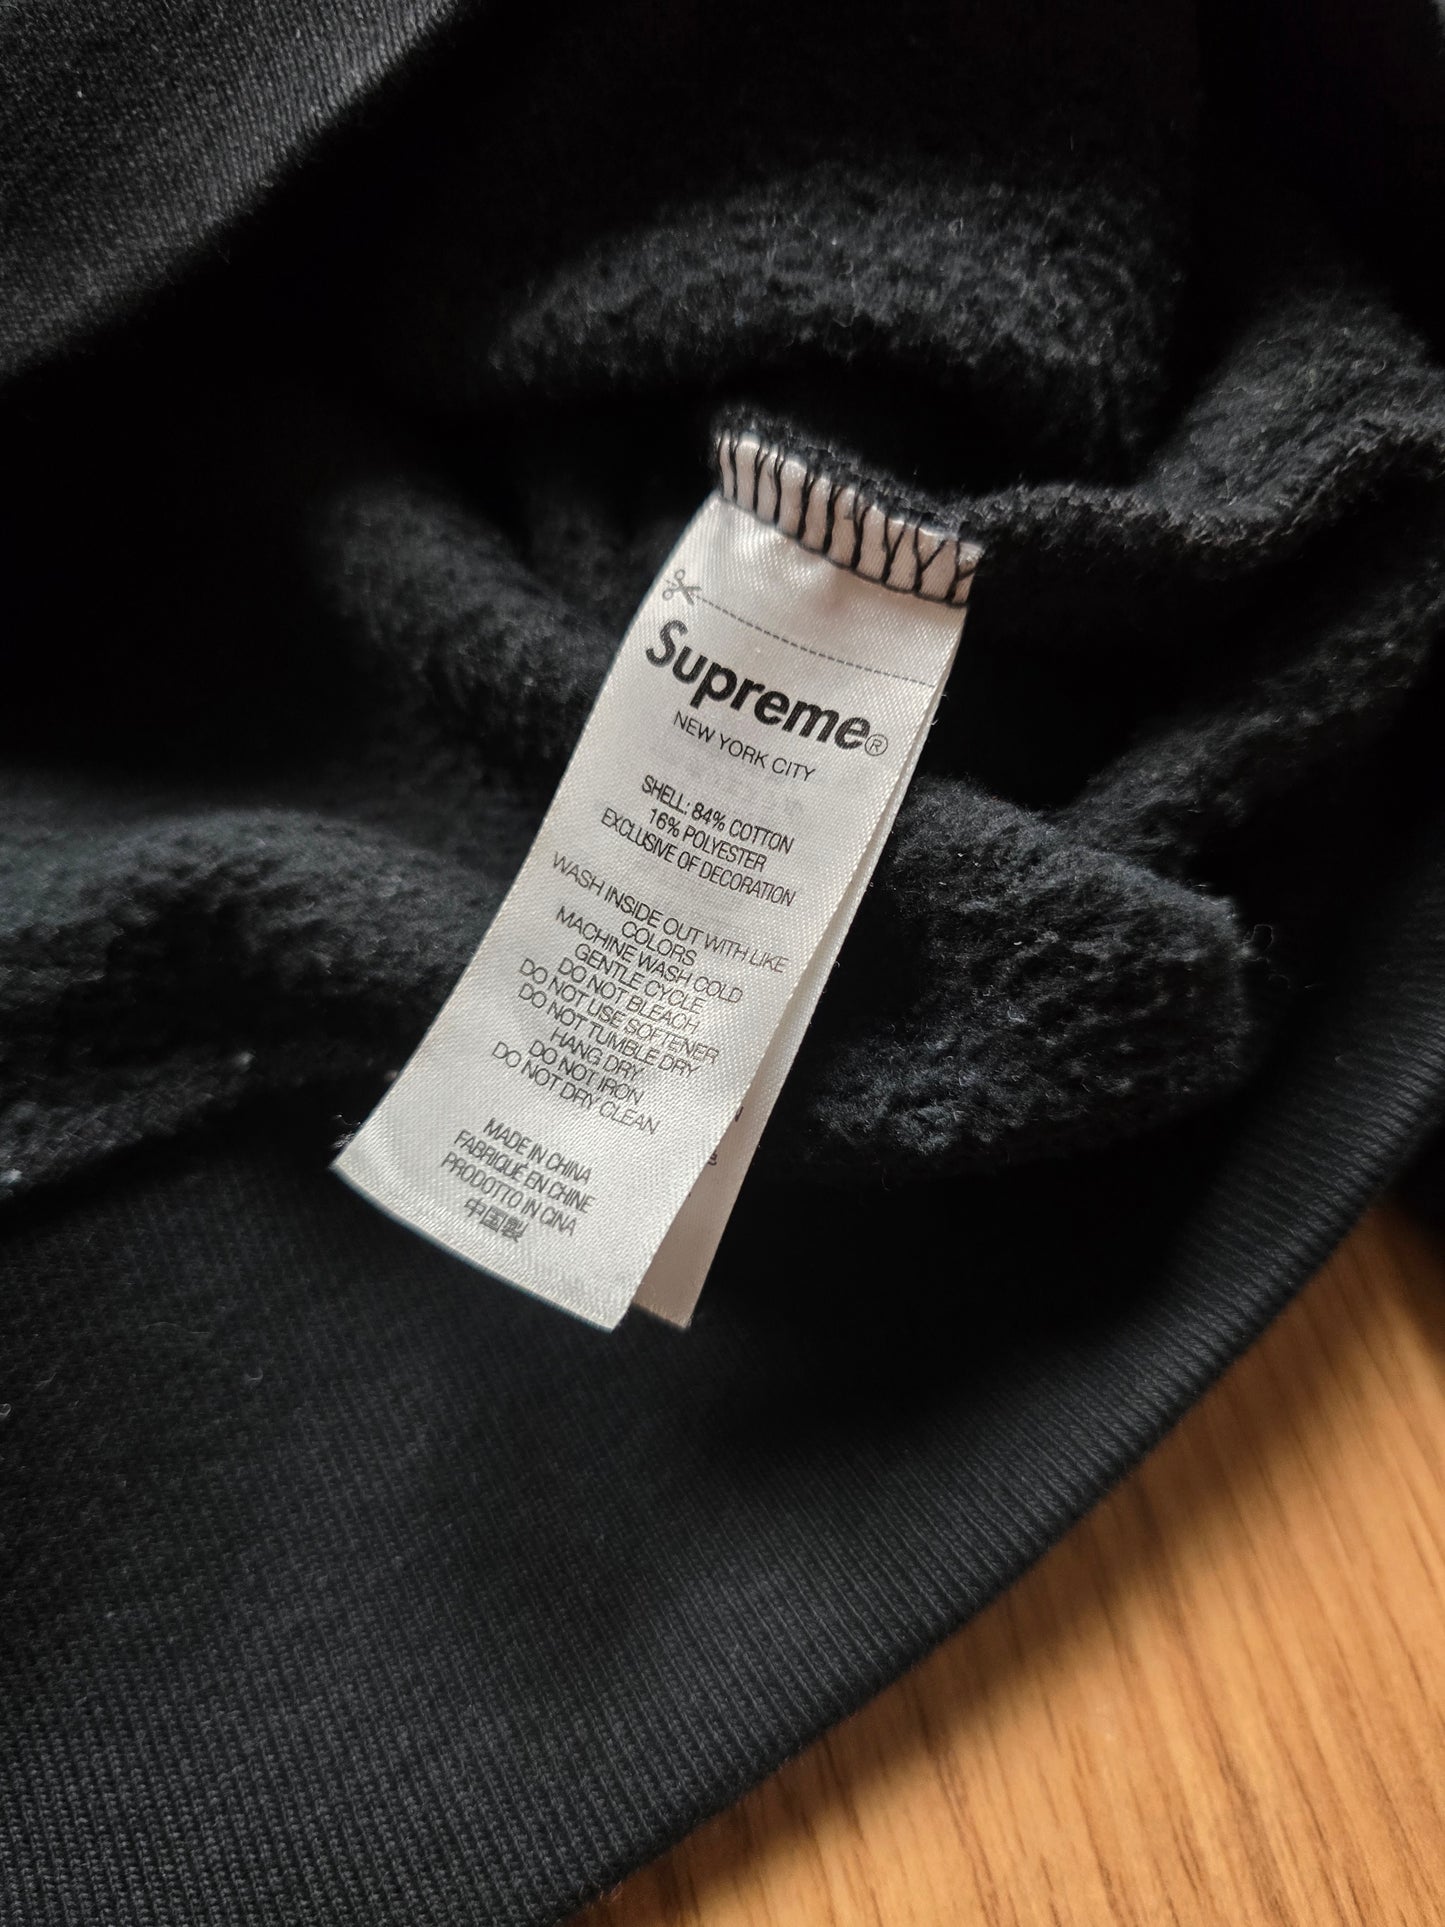 Supreme®
NEW YORK CITY
SHELL: 84% COTTON
16% POLYESTER
EXCLUSIVE OF DECORATION
WASH INSIDE OUT WITH LIKE
COLORS
MACHINE WASH COLD
GENTLE CYCLE
DO NOT BLEACH
DO NOT USE SOFTENER
DO NOT TUMBLE DRY
HANG DRY
DO NOT IRON
DO NOT DRY CLEAN
MADE IN CHINA
FABRIQUÉ EN CHINE
PRODOTTO IN CINA
中国製